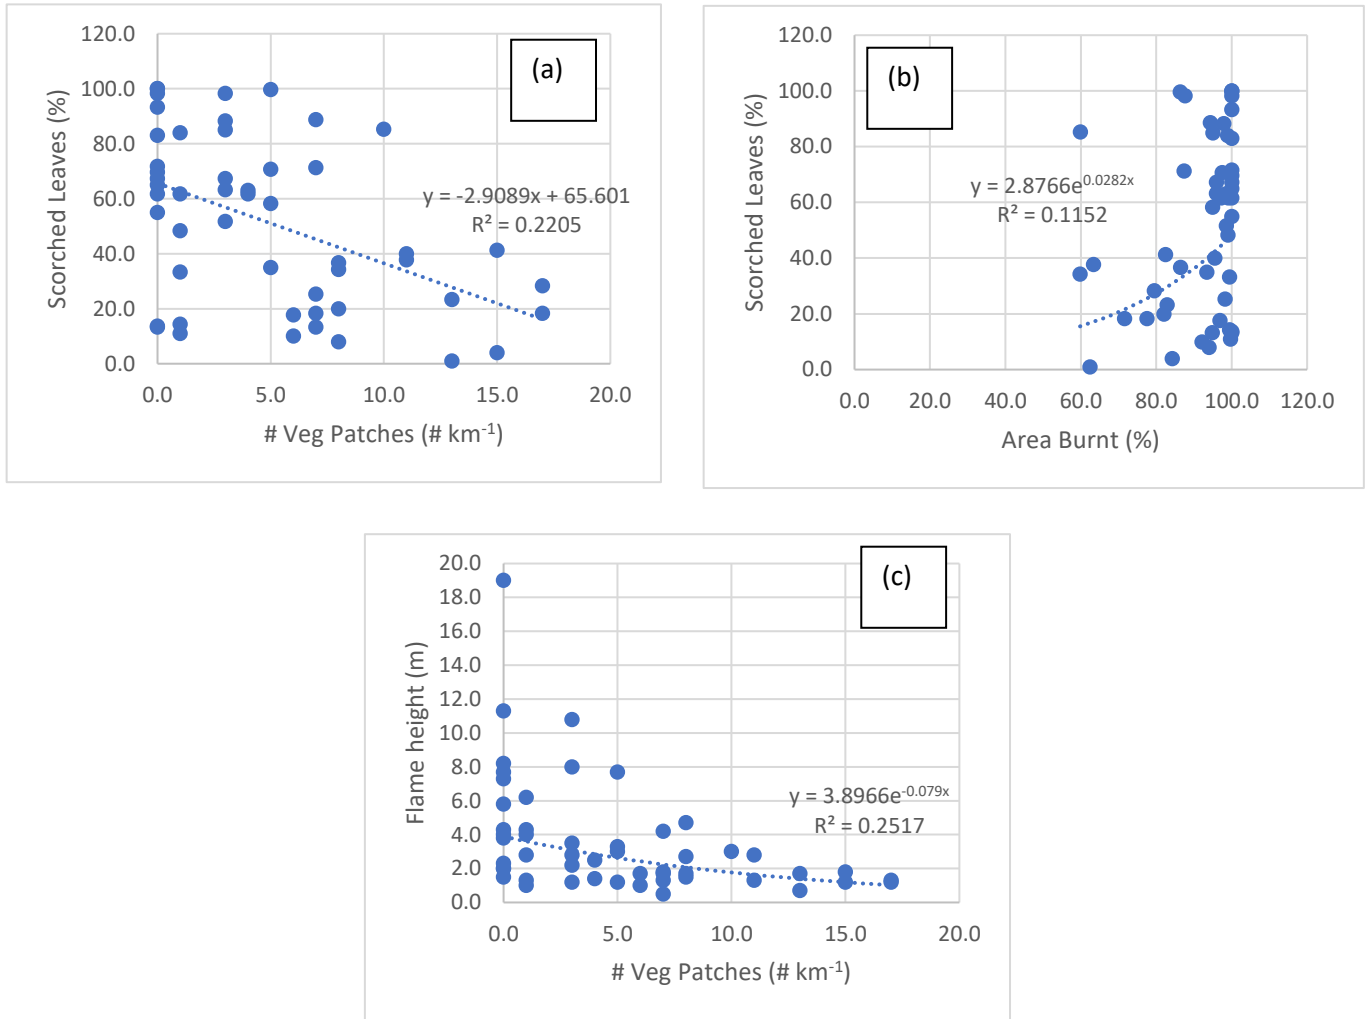 (a)
120.0
100.0
80.0
60.0
40.0
20.0
0.0
Scorched Leaves (%)
y = -2.9089x + 65.601
R² = 0.2205
0.0 5.0 10.0 15.0 20.0
# Veg Patches (# km⁻¹)
(b)
120.0
100.0
80.0
60.0
40.0
20.0
0.0
Scorched Leaves (%)
y = 2.8766e⁰·⁰²⁸²ˣ
R² = 0.1152
0.0 20.0 40.0 60.0 80.0 100.0 120.0
Area Burnt (%)
(c)
20.0
18.0
16.0
14.0
12.0
10.0
8.0
6.0
4.0
2.0
0.0
Flame height (m)
y = 3.8966e⁻⁰·⁰⁷⁹ˣ
R² = 0.2517
0.0 5.0 10.0 15.0 20.0
# Veg Patches (# km⁻¹)